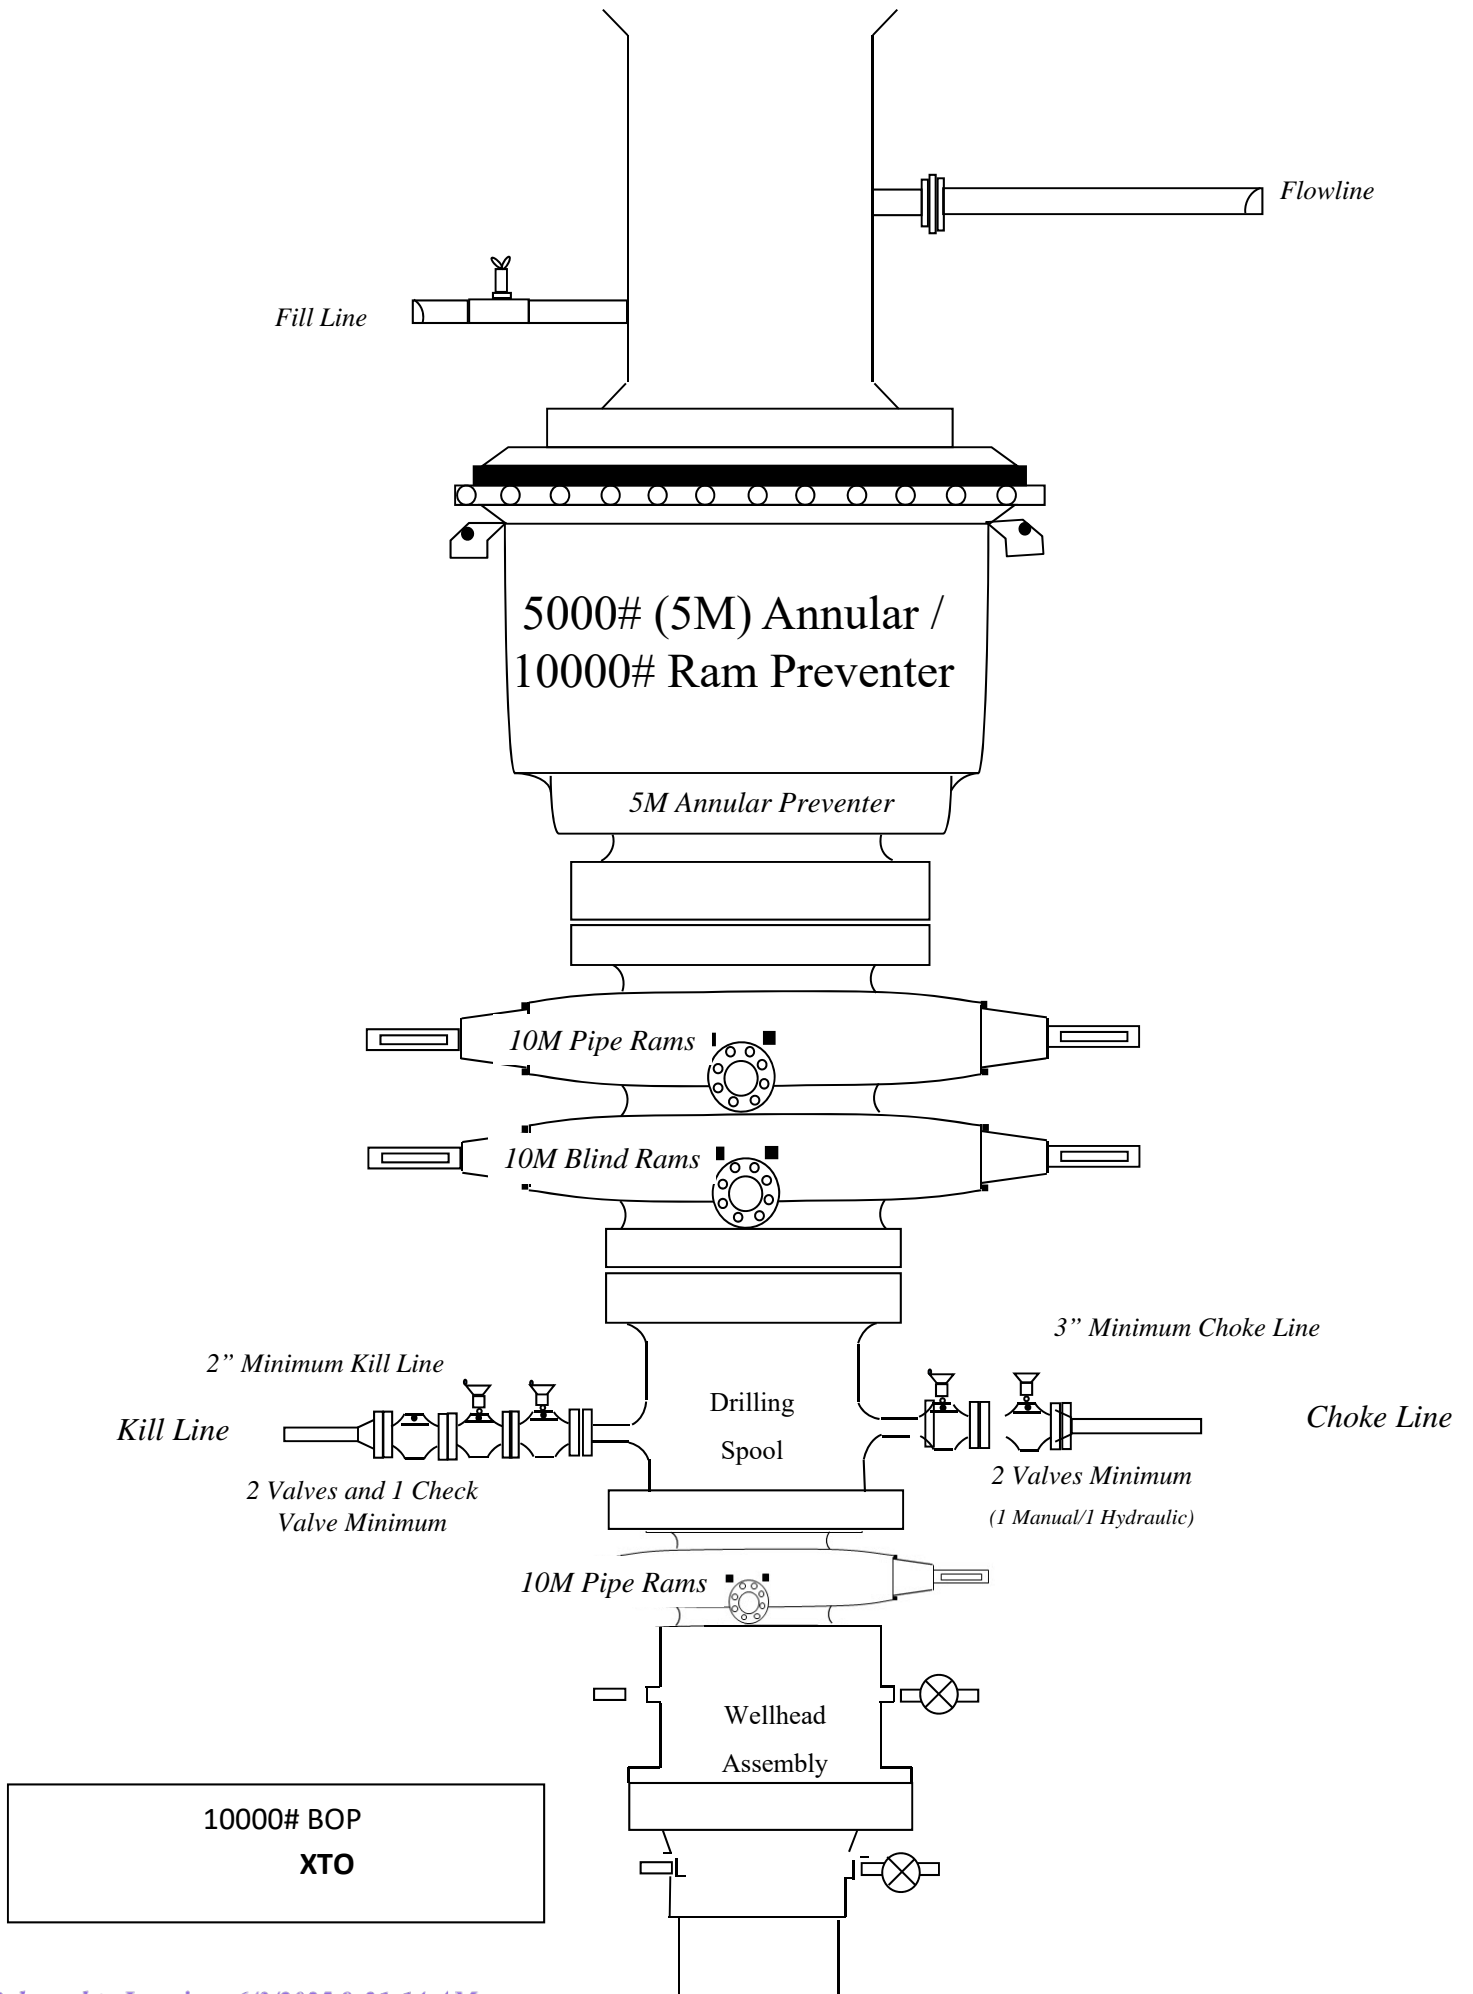 Flowline
Fill Line
5000# (5M) Annular /
10000# Ram Preventer
5M Annular Preventer
10M Pipe Rams
10M Blind Rams
3” Minimum Choke Line
2” Minimum Kill Line
Drilling
Spool
Kill Line
Choke Line
2 Valves and 1 Check
Valve Minimum
2 Valves Minimum
(1 Manual/1 Hydraulic)
10M Pipe Rams
Wellhead
Assembly
10000# BOP
XTO